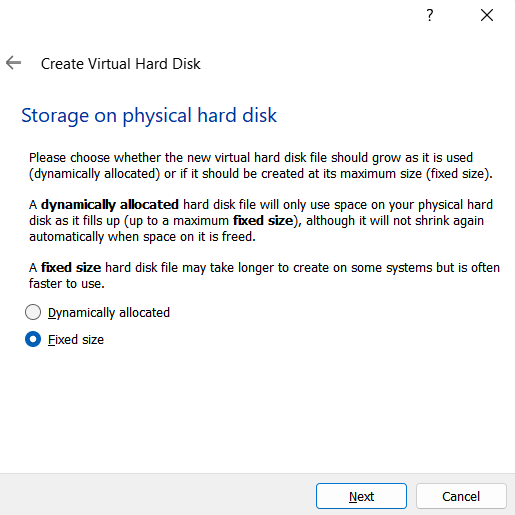 ?
Create Virtual Hard Disk
Storage on physical hard disk
Please choose whether the new virtual hard disk file should grow as it is used
(dynamically allocated) or if it should be created at its maximum size (fixed size).
A dynamically allocated hard disk file will only use space on your physical hard
disk as it fills up (up to a maximum fixed size), although it will not shrink again
automatically when space on it is freed.
A fixed size hard disk file may take longer to create on some systems but is often
faster to use.
Dynamically allocated
Fixed size
Next Cancel